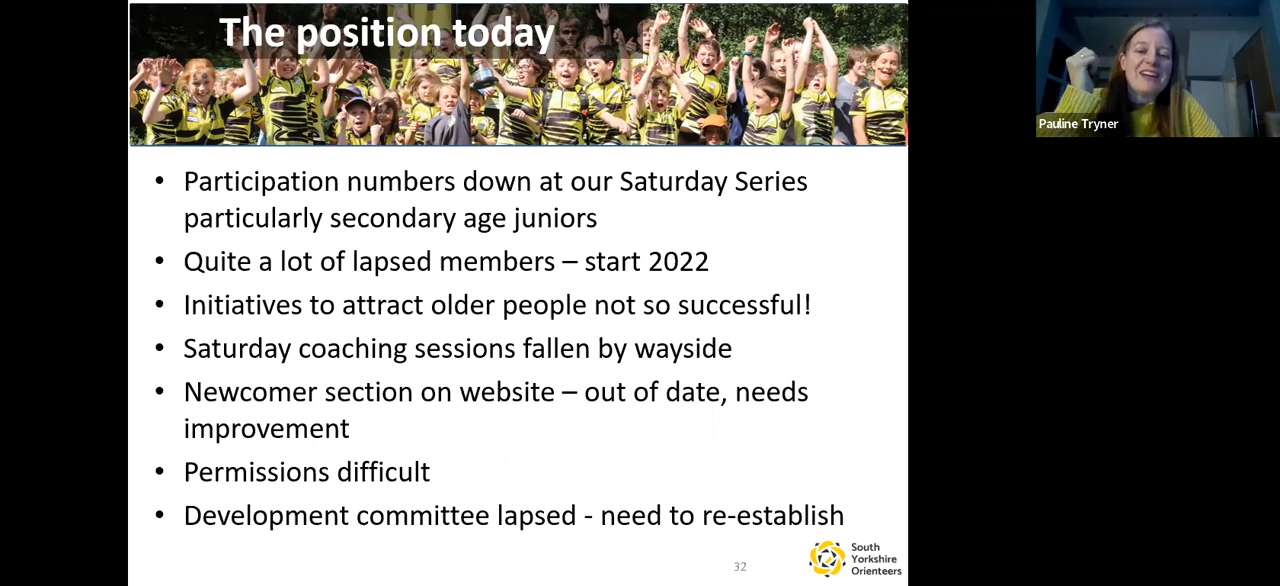 The position today
Pauline Tryner
• Participation numbers down at our Saturday Series
particularly secondary age juniors
• Quite a lot of lapsed members – start 2022
• Initiatives to attract older people not so successful!
• Saturday coaching sessions fallen by wayside
• Newcomer section on website – out of date, needs
improvement
• Permissions difficult
• Development committee lapsed - need to re-establish
32
South
Yorkshire
Orienteers